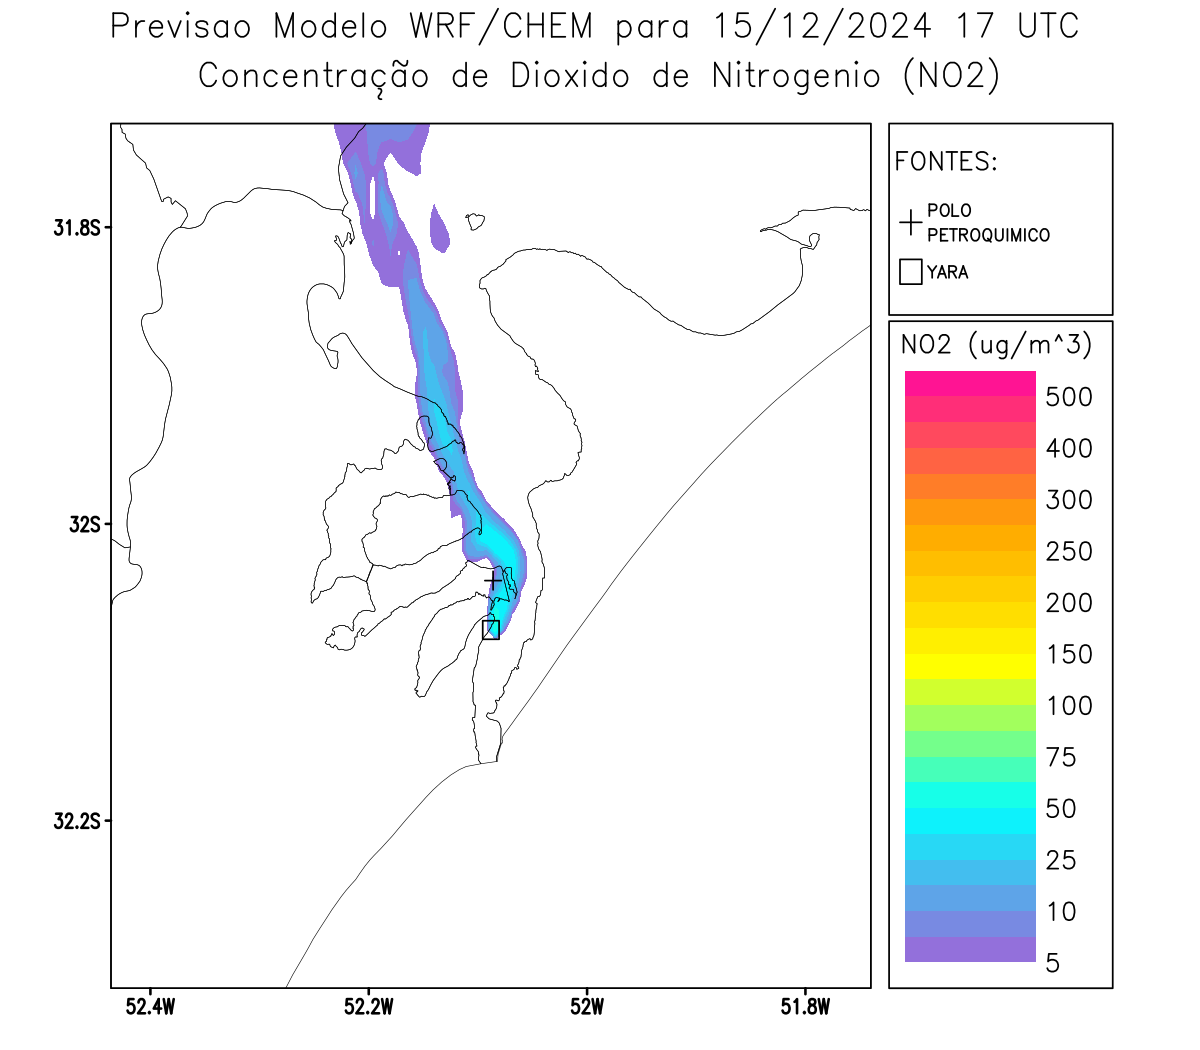 Previsao Modelo WRF/CHEM para 15/12/2024 17 UTC
Concentração de Dioxido de Nitrogenio (NO2)
FONTES:
POLO
PETROQUIMICO
YARA
NO2 (ug/m^3)
500
400
300
250
200
150
100
75
50
25
10
5
31.8S
32S
32.2S
52.4W
52.2W
52W
51.8W